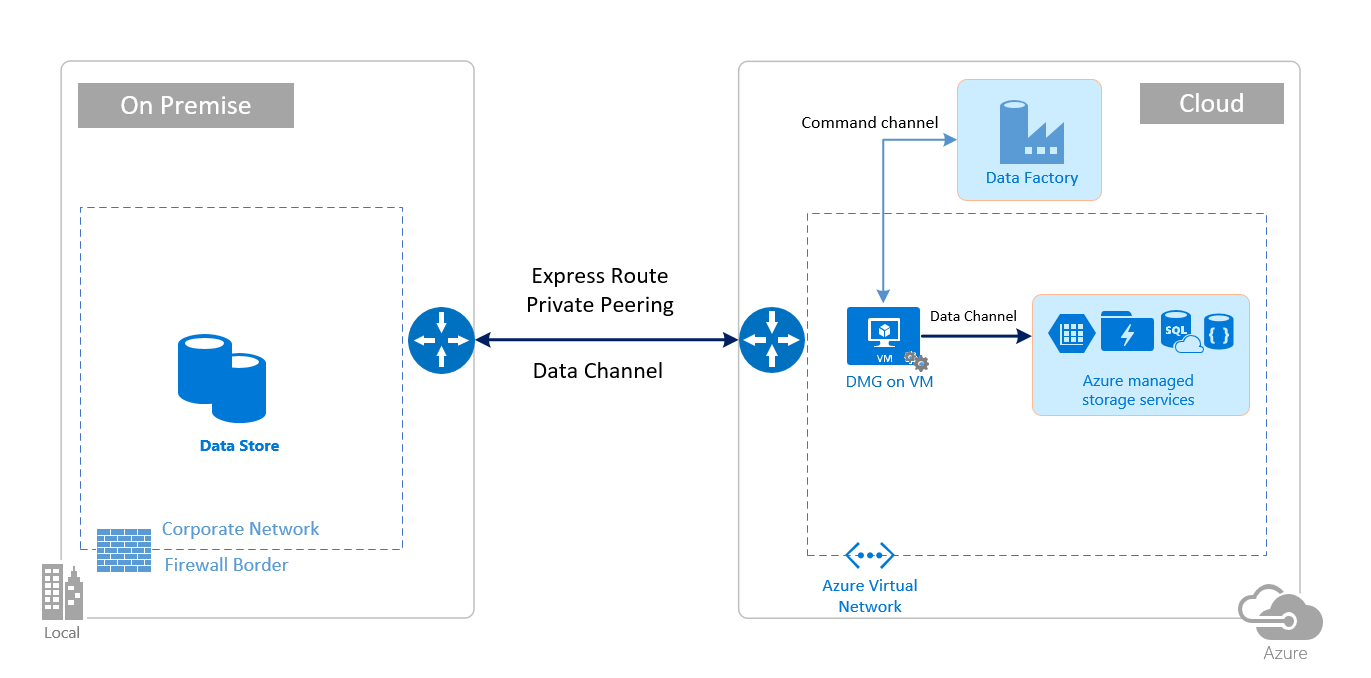 On Premise
Data Store
Corporate Network
Firewall Border
Local
Express Route
Private Peering
Data Channel
Cloud
Command channel
Data Factory
VM
DMG on VM
Data Channel
SQL
{ }
Azure managed
storage services
Azure Virtual
Network
Azure